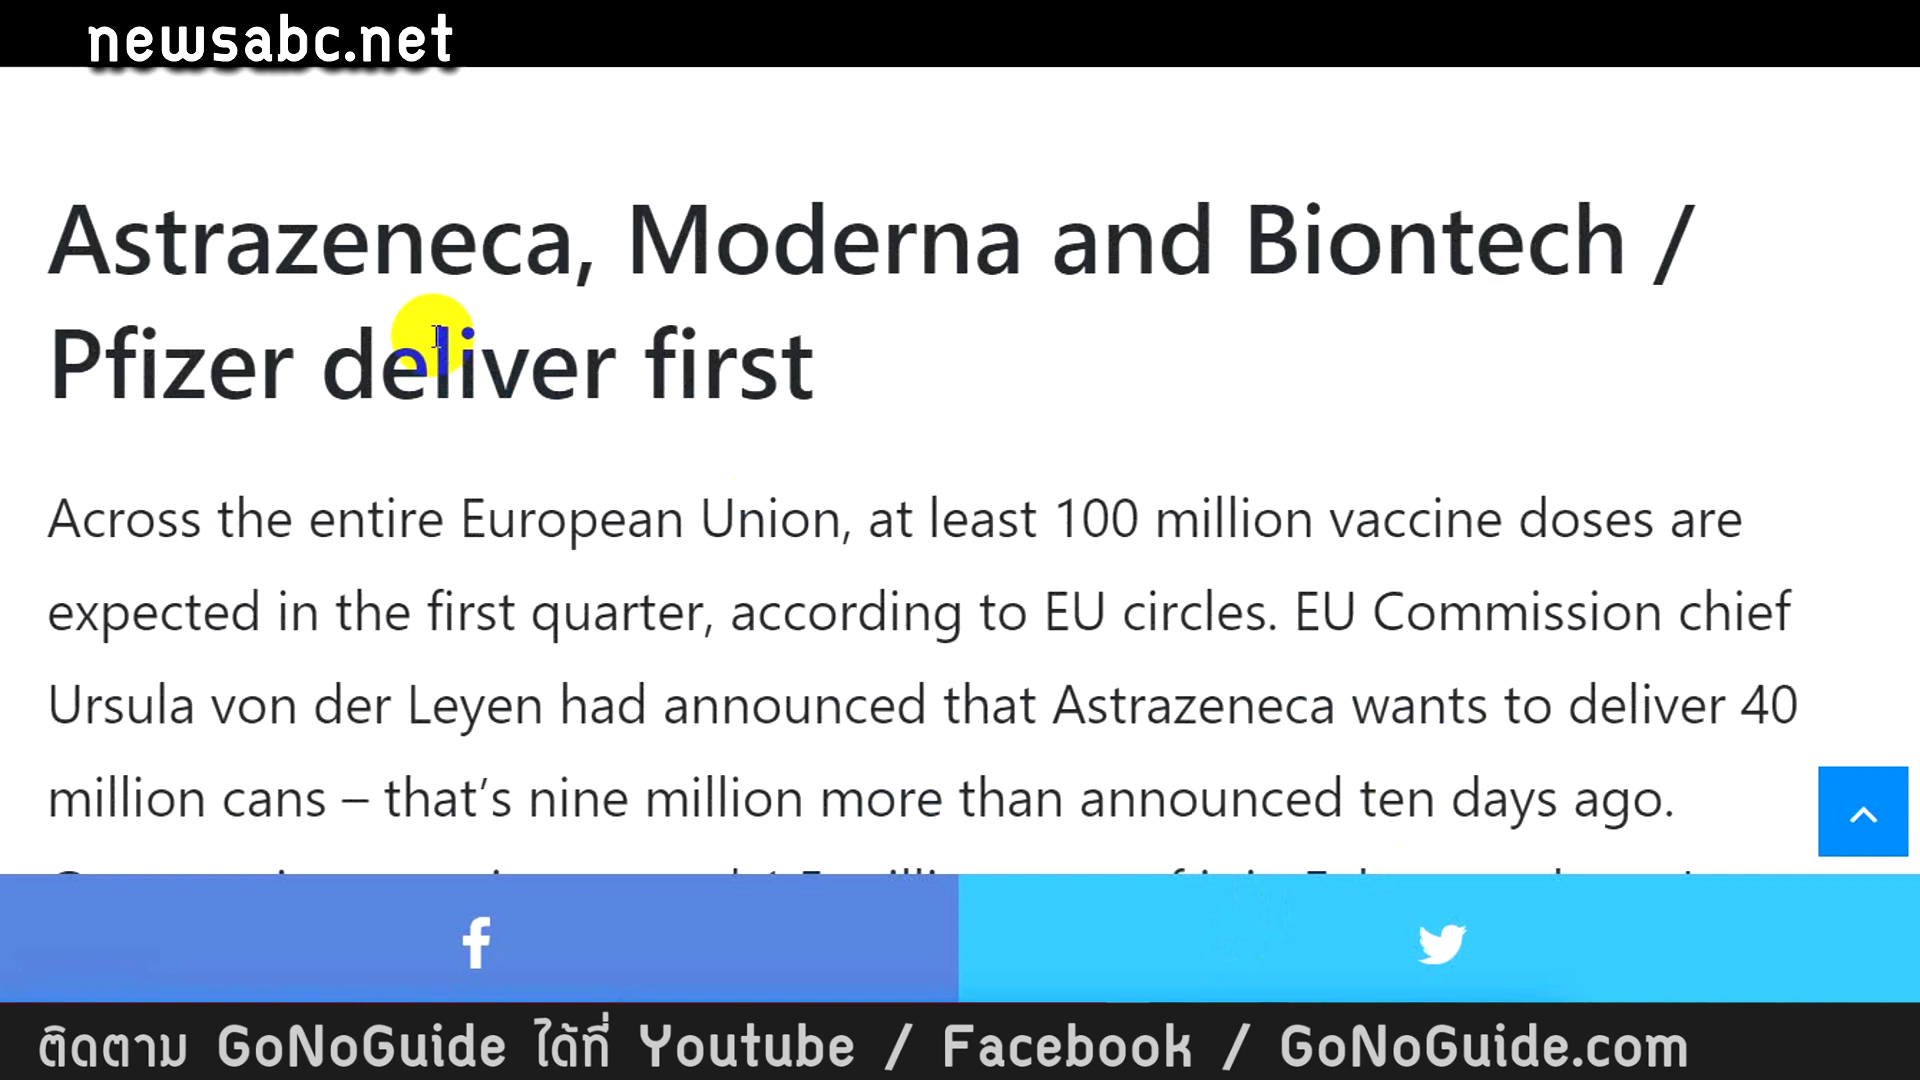 newsabc.net
Astrazeneca, Moderna and Biontech /
Pfizer deliver first
Across the entire European Union, at least 100 million vaccine doses are
expected in the first quarter, according to EU circles. EU Commission chief
Ursula von der Leyen had announced that Astrazeneca wants to deliver 40
million cans – that’s nine million more than announced ten days ago.
ติดตาม GoNoGuide ได้ที่ Youtube / Facebook / GoNoGuide.com